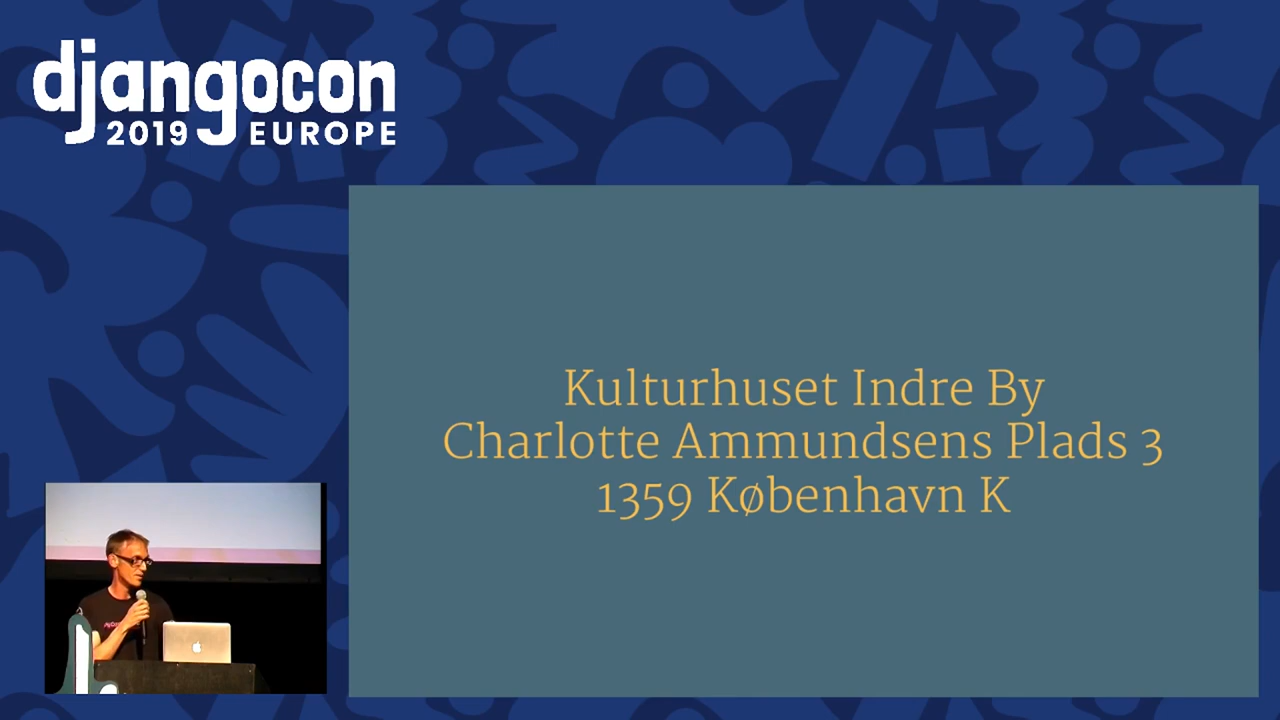 djangocon
2019 EUROPE
Kulturhuset Indre By
Charlotte Ammundsens Plads 3
1359 København K